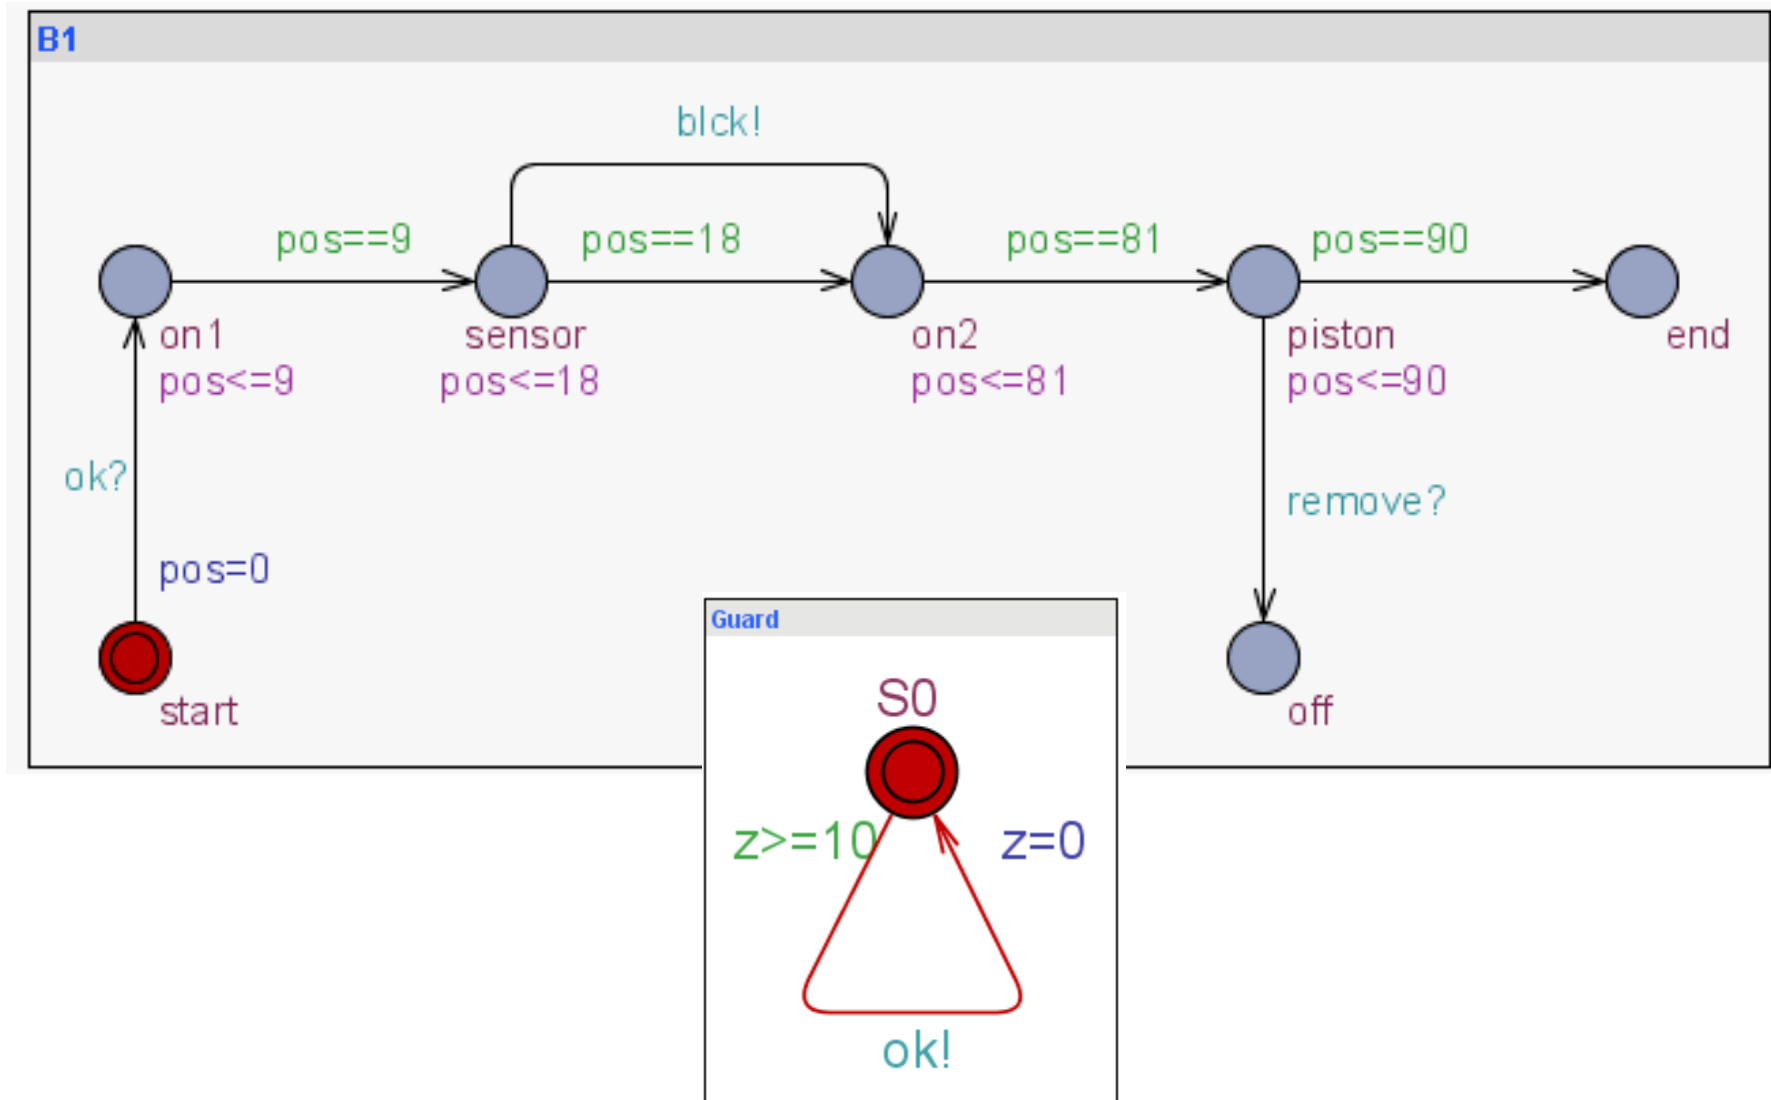 B1
blck!
pos==9
pos==18
pos==81
pos==90
on1
sensor
on2
piston
end
pos<=9
pos<=18
pos<=81
pos<=90
ok?
remove?
pos=0
start
off
Guard
S0
z>=10
z=0
ok!